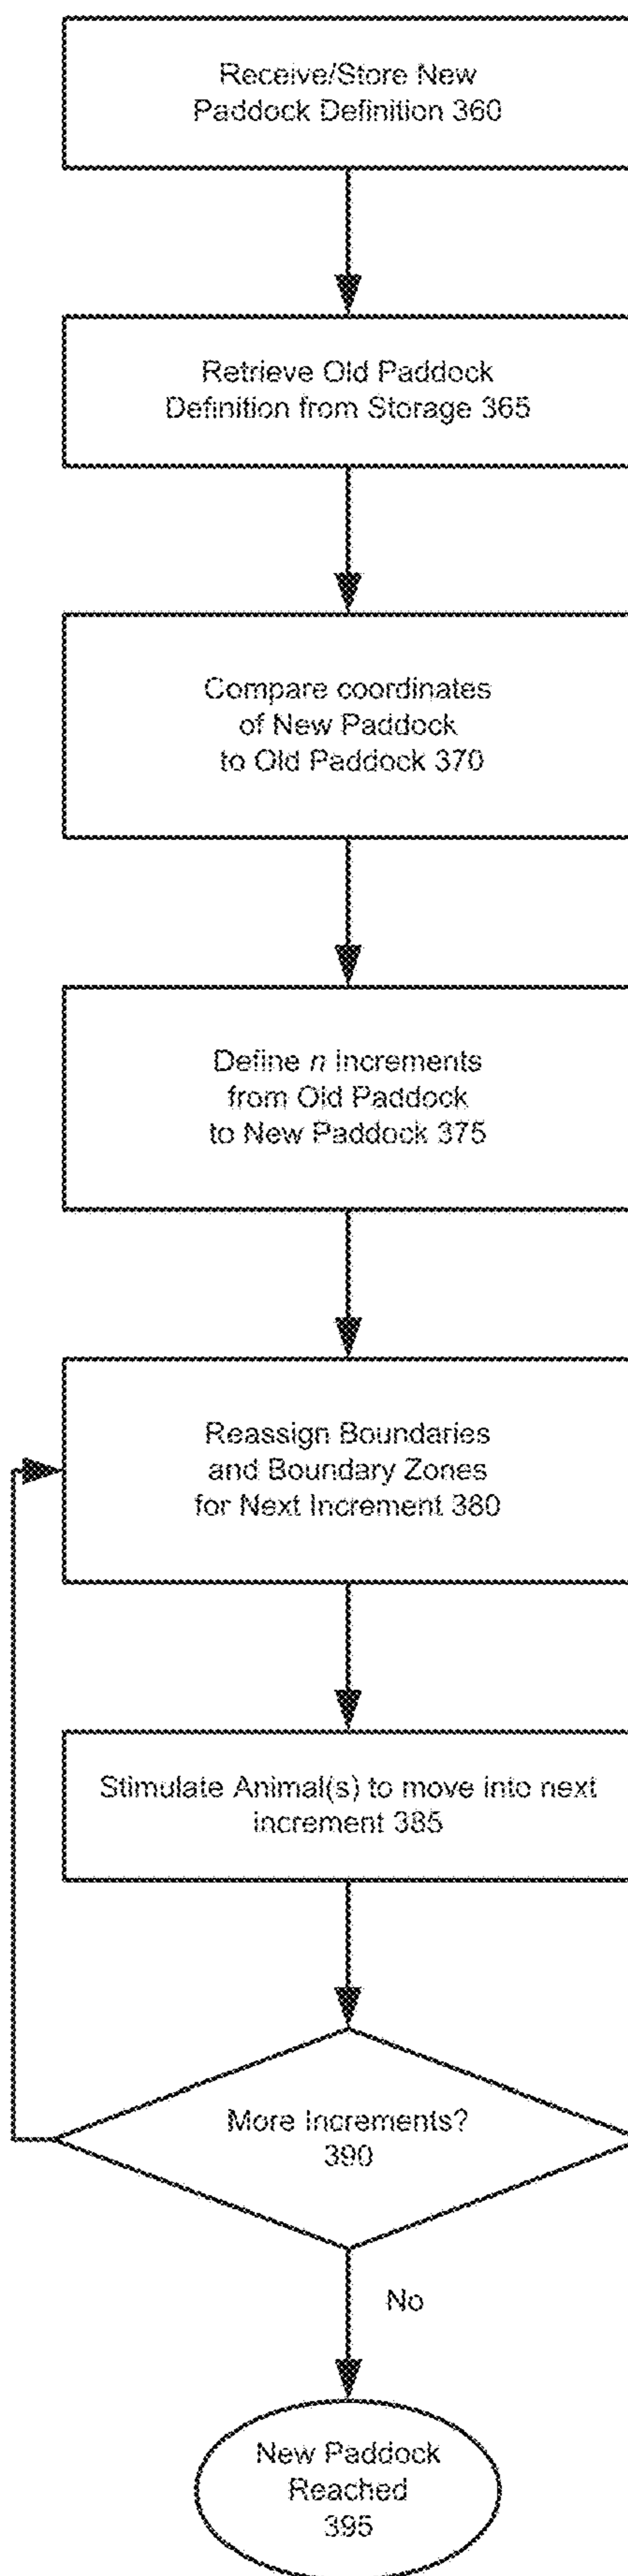 Receive/Store New
Paddock Definition 360
Retrieve Old Paddock
Definition from Storage 365
Compare coordinates
of New Paddock
to Old Paddock 370
Define n increments
from Old Paddock
to New Paddock 375
Reassign Boundaries
and Boundary Zones
for Next Increment 380
Stimulate Animal(s) to move into next
increment 385
More Increments?
390
No
New Paddock
Reached
395